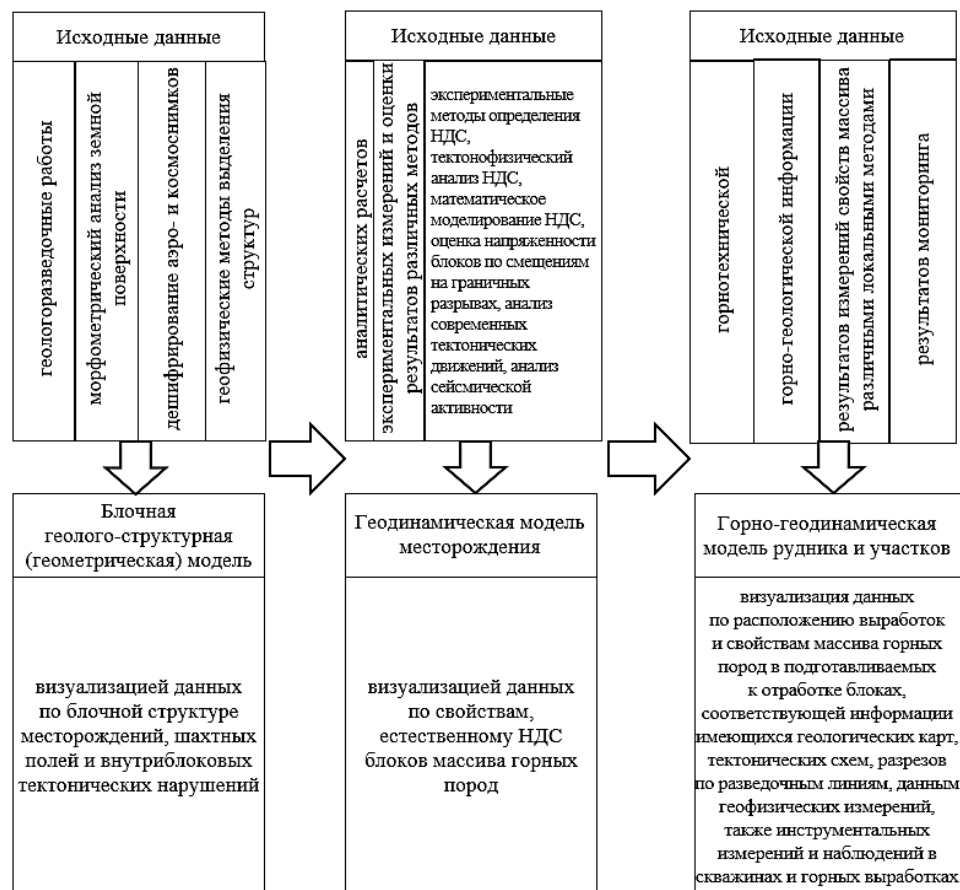 Исходные данные
геологоразведочные работы
морфометрический анализ земной
поверхности
дешифрирование аэро- и космоснимков
геофизические методы выделения
структур
Блочная
геолого-структурная
(геометрическая) модель
визуализацией данных
по блочной структуре
месторождений, шахтных
полей и внутриблоковых
тектонических нарушений
Исходные данные
аналитических расчетов
экспериментальных измерений и оценки
результатов различных методов
экспериментальные
методы определения
НДС,
тектонофизический
анализ НДС,
математическое
моделирование НДС,
оценка напряженности
блоков по смещениям
на граничных
разрывах, анализ
современных
тектонических
движений, анализ
сейсмической
активности
Геодинамическая модель
месторождения
визуализацией данных
по свойствам,
естественному НДС
блоков массива горных
пород
Исходные данные
горнотехнической
горно-геологической информации
результатов измерений свойств массива
различными локальными методами
результатов мониторинга
Горно-геодинамическая
модель рудника и участков
визуализация данных
по расположению выработок
и свойствам массива горных
пород в подготавливаемых
к отработке блоках,
соответствующей информации
имеющихся геологических карт,
тектонических схем, разрезов
по разведочным линиям, данным
геофизических измерений,
также инструментальных
измерений и наблюдений в
скважинах и горных выработках